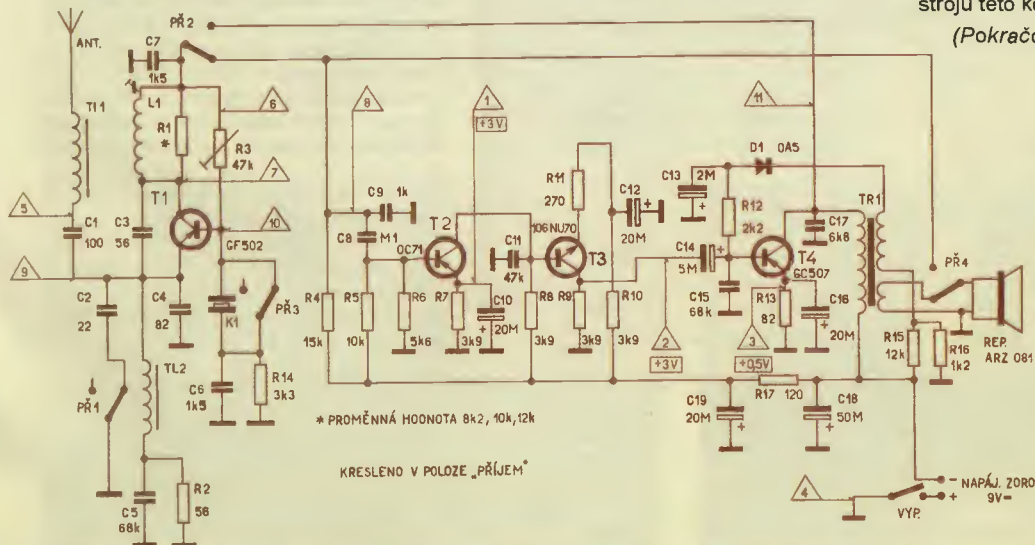 strojů této ko
(Pokračo
ANT.
PŘ2
C7
1k5
TL1
L1
R1
*
R3
47k
6
7
8
1
+3V
11
T1
GF502
10
5
C1
100
C3
56
9
C2
22
C4
82
K1
PŘ3
C6
1k5
R14
3k3
PŘ1
TL2
C5
68k
R2
56
C9
1k
C8
M1
OC71
T2
R4
15k
R5
10k
R6
5k6
R7
3k9
C10
20M
C11
47k
106NU70
T3
R11
270
R8
3k9
R9
3k9
R10
3k9
C12
20M
C13
2M
D1
0A5
R12
2k2
C14
5M
C15
68k
T4
GC507
2
+3V
3
+0,5V
R13
82
C16
20M
C17
6k8
TR1
PŘ4
REP.
ARZ 081
R15
12k
R16
1k2
C19
20M
R17
120
C18
50M
4
VYP.
-
+
NAPÁJ. ZDRO
9V=
* PROMĚNNÁ HODNOTA 8k2, 10k, 12k
KRESLENO V POLOZE „PŘÍJEM"